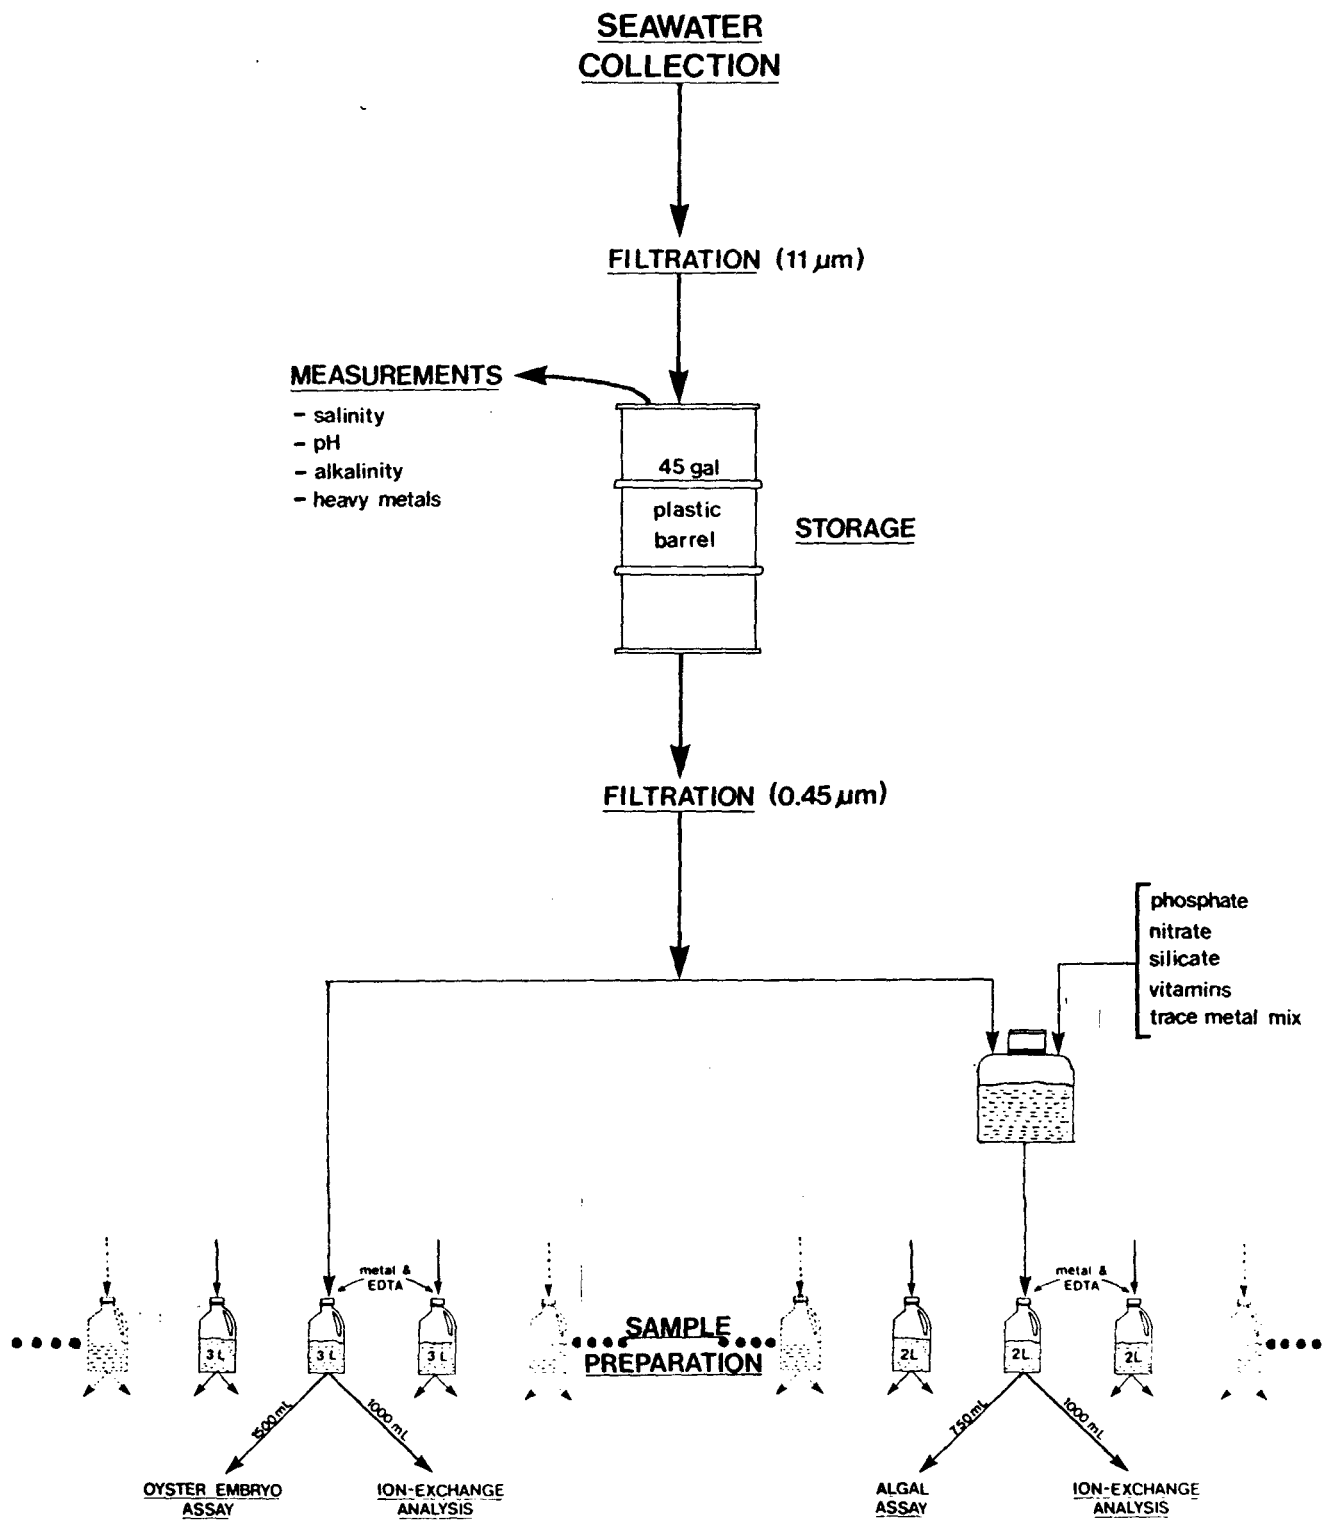 SEAWATER
COLLECTION
FILTRATION (11 µm)
MEASUREMENTS
- salinity
- pH
- alkalinity
- heavy metals
45 gal
plastic
barrel
STORAGE
FILTRATION (0.45 µm)
phosphate
nitrate
silicate
vitamins
trace metal mix
metal &
EDTA
metal &
EDTA
3 L
3 L
3 L
SAMPLE
PREPARATION
2L
2L
2L
1500 mL
1000 mL
750 mL
1000 mL
OYSTER EMBRYO
ASSAY
ION-EXCHANGE
ANALYSIS
ALGAL
ASSAY
ION-EXCHANGE
ANALYSIS